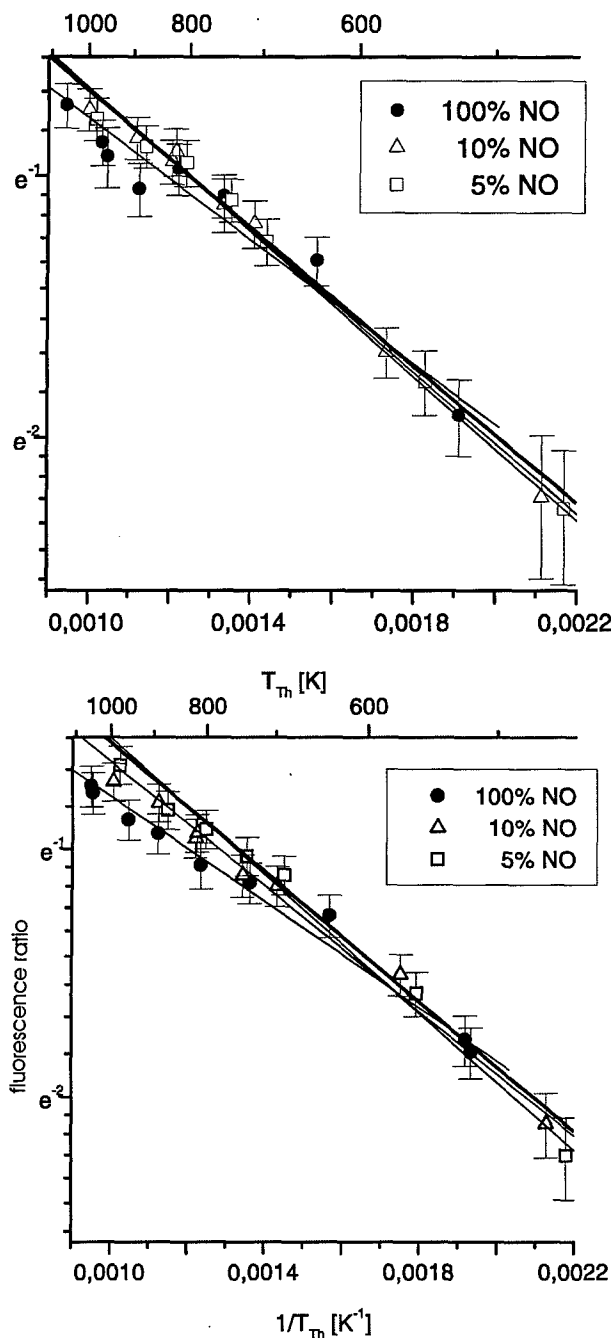 1000 800 600
100% NO
10% NO
5% NO
e-1
e-2
0,0010 0,0014 0,0018 0,0022
TTh [K]
1000 800 600
100% NO
10% NO
5% NO
e-1
fluorescence ratio
e-2
0,0010 0,0014 0,0018 0,0022
1/TTh [K-1]